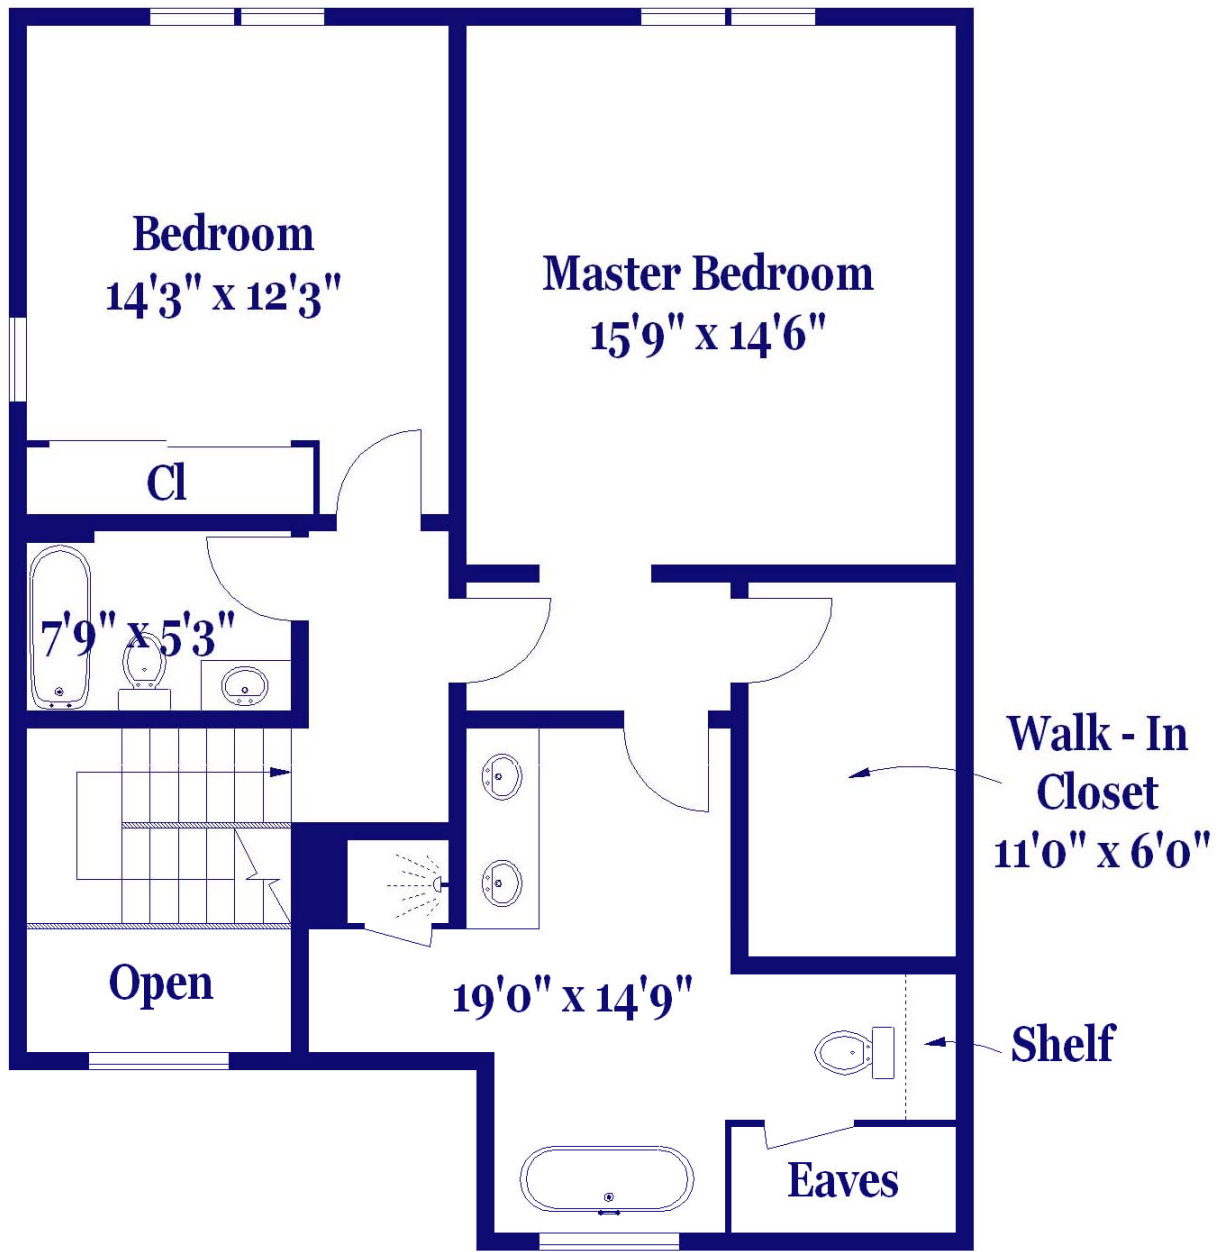 Bedroom
14'3" x 12'3"
Master Bedroom
15'9" x 14'6"
Cl
7'9" x 5'3"
Walk - In
Closet
11'0" x 6'0"
Open
19'0" x 14'9"
Shelf
Eaves